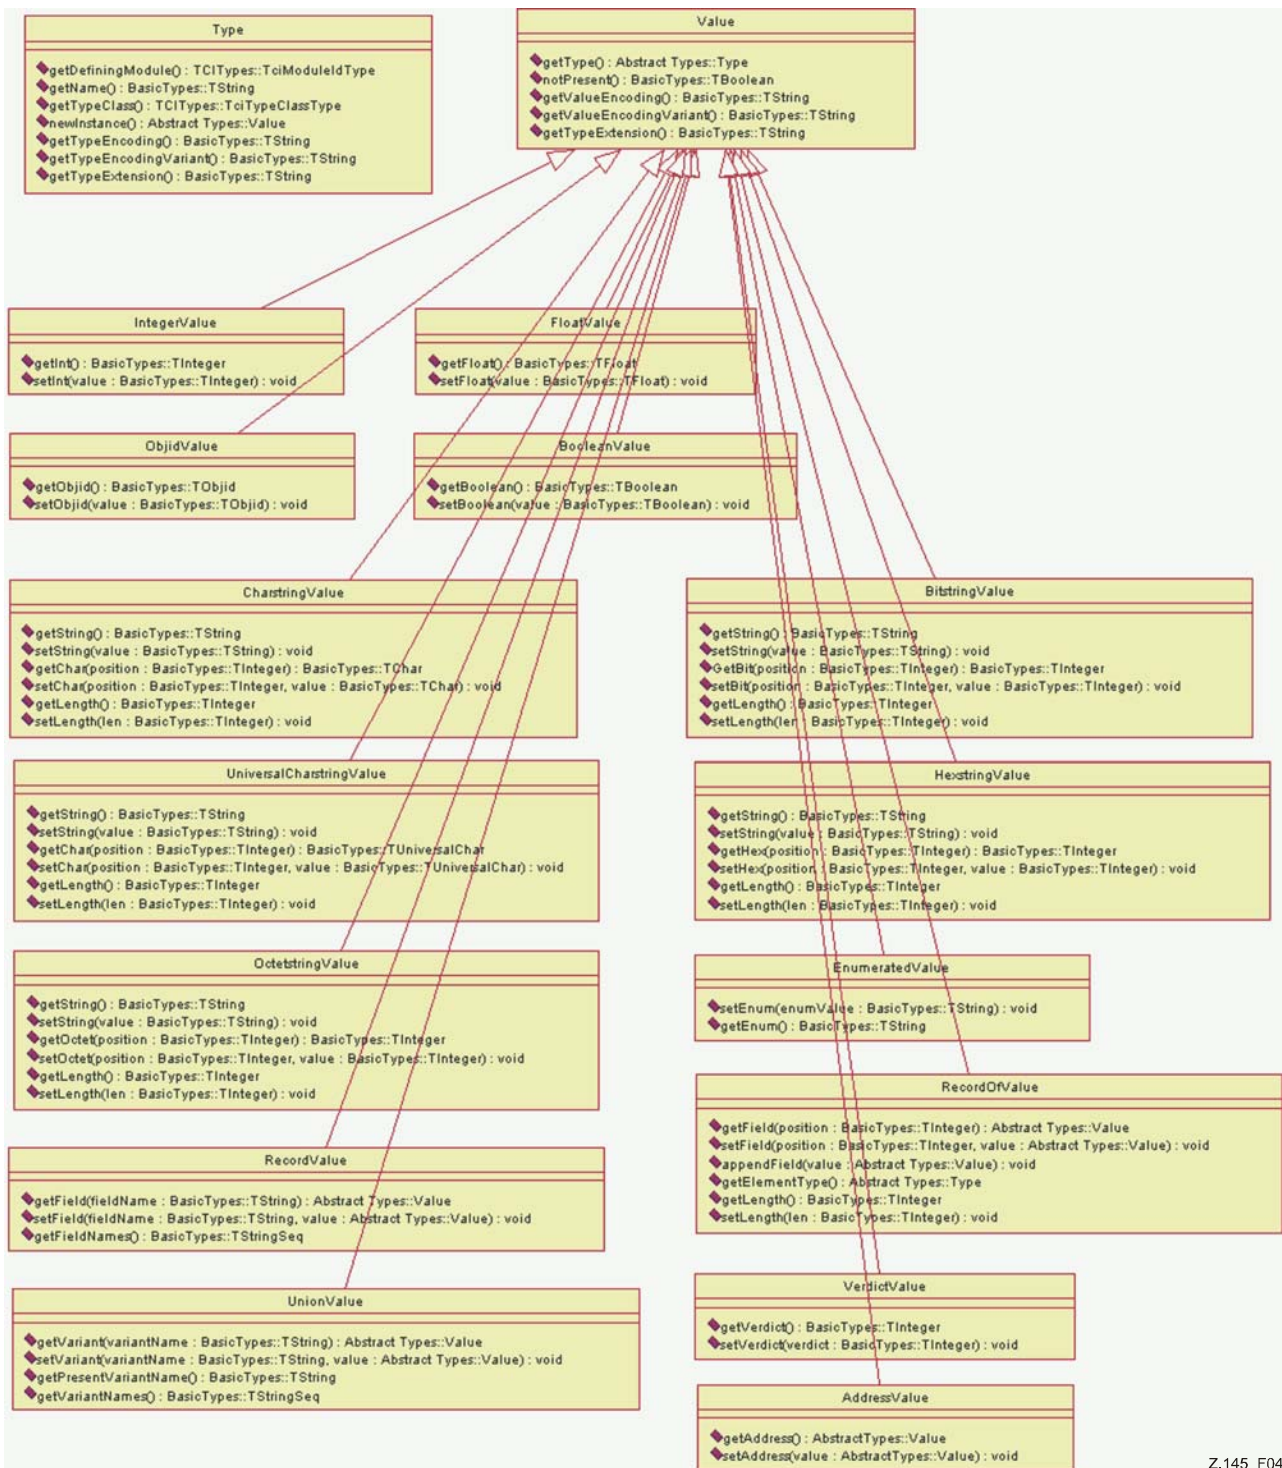 Type
getDefiningModule() : TCITypes::TciModuleIdType
getName() : BasicTypes::TString
getTypeClass() : TCITypes::TciTypeClassType
newInstance() : Abstract Types::Value
getTypeEncoding() : BasicTypes::TString
getTypeEncodingVariant() : BasicTypes::TString
getTypeExtension() : BasicTypes::TString
Value
getType() : Abstract Types::Type
notPresent() : BasicTypes::TBoolean
getValueEncoding() : BasicTypes::TString
getValueEncodingVariant() : BasicTypes::TString
getTypeExtension() : BasicTypes::TString
IntegerValue
getInt() : BasicTypes::TInteger
setInt(value : BasicTypes::TInteger) : void
FloatValue
getFloat() : BasicTypes::TFloat
setFloat(value : BasicTypes::TFloat) : void
ObjidValue
getObjid() : BasicTypes::TObjid
setObjid(value : BasicTypes::TObjid) : void
BooleanValue
getBoolean() : BasicTypes::TBoolean
setBoolean(value : BasicTypes::TBoolean) : void
CharstringValue
getString() : BasicTypes::TString
setString(value : BasicTypes::TString) : void
getChar(position : BasicTypes::TInteger) : BasicTypes::TChar
setChar(position : BasicTypes::TInteger, value : BasicTypes::TChar) : void
getLength() : BasicTypes::TInteger
setLength(len : BasicTypes::TInteger) : void
BitstringValue
getString() : BasicTypes::TString
setString(value : BasicTypes::TString) : void
GetBit(position : BasicTypes::TInteger) : BasicTypes::TInteger
setBit(position : BasicTypes::TInteger, value : BasicTypes::TInteger) : void
getLength() : BasicTypes::TInteger
setLength(len : BasicTypes::TInteger) : void
UniversalCharstringValue
getString() : BasicTypes::TString
setString(value : BasicTypes::TString) : void
getChar(position : BasicTypes::TInteger) : BasicTypes::TUniversalChar
setChar(position : BasicTypes::TInteger, value : BasicTypes::TUniversalChar) : void
getLength() : BasicTypes::TInteger
setLength(len : BasicTypes::TInteger) : void
HexstringValue
getString() : BasicTypes::TString
setString(value : BasicTypes::TString) : void
getHex(position : BasicTypes::TInteger) : BasicTypes::TInteger
setHex(position : BasicTypes::TInteger, value : BasicTypes::TInteger) : void
getLength() : BasicTypes::TInteger
setLength(len : BasicTypes::TInteger) : void
OctetstringValue
getString() : BasicTypes::TString
setString(value : BasicTypes::TString) : void
getOctet(position : BasicTypes::TInteger) : BasicTypes::TInteger
setOctet(position : BasicTypes::TInteger, value : BasicTypes::TInteger) : void
getLength() : BasicTypes::TInteger
setLength(len : BasicTypes::TInteger) : void
EnumeratedValue
setEnum(enumValue : BasicTypes::TString) : void
getEnum() : BasicTypes::TString
RecordOfValue
getField(position : BasicTypes::TInteger) : Abstract Types::Value
setField(position : BasicTypes::TInteger, value : Abstract Types::Value) : void
appendField(value : Abstract Types::Value) : void
getElementType() : Abstract Types::Type
getLength() : BasicTypes::TInteger
setLength(len : BasicTypes::TInteger) : void
RecordValue
getField(fieldName : BasicTypes::TString) : Abstract Types::Value
setField(fieldName : BasicTypes::TString, value : Abstract Types::Value) : void
getFieldNames() : BasicTypes::TStringSeq
UnionValue
getVariant(variantName : BasicTypes::TString) : Abstract Types::Value
setVariant(variantName : BasicTypes::TString, value : Abstract Types::Value) : void
getPresentVariantName() : BasicTypes::TString
getVariantNames() : BasicTypes::TStringSeq
VerdictValue
getVerdict() : BasicTypes::TInteger
setVerdict(verdict : BasicTypes::TInteger) : void
AddressValue
getAddress() : AbstractTypes::Value
setAddress(value : AbstractTypes::Value) : void
Z.145_F04